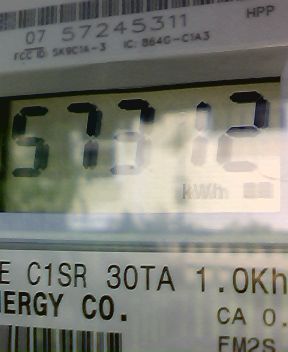 HPP
07 57245311
FCC ID: SK9C1A-3 IC: 864G-C1A3
57312
kWh
E C1SR 30TA 1.0Kh
ERGY CO.
CA 0.
FM2S